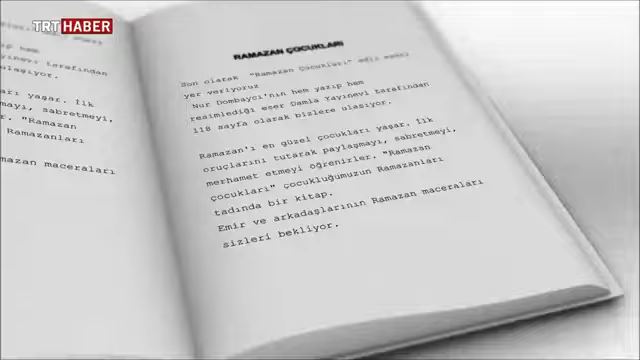 TRT HABER
hem
tarafından
ulaşıyor.
arı yaşar. İlk
mayı, sabretmeyi,
r. "Ramazan
Ramazanları
mazan maceraları
RAMAZAN ÇOCUKLARI
Son olarak "Ramazan Çocukları" adlı esere
yer veriyoruz
Nur Dombaycı'nın hem yazıp hem
resimlediği eser Damla Yayınevi tarafından
118 sayfa olarak bizlere ulaşıyor.
Ramazan'ı en güzel çocukları yaşar. İlk
oruçlarını tutarak paylaşmayı, sabretmeyi,
merhamet etmeyi öğrenirler. "Ramazan
çocukları" çocukluğumuzun Ramazanları
tadında bir kitap.
Emir ve arkadaşlarının Ramazan maceraları
sizleri bekliyor.